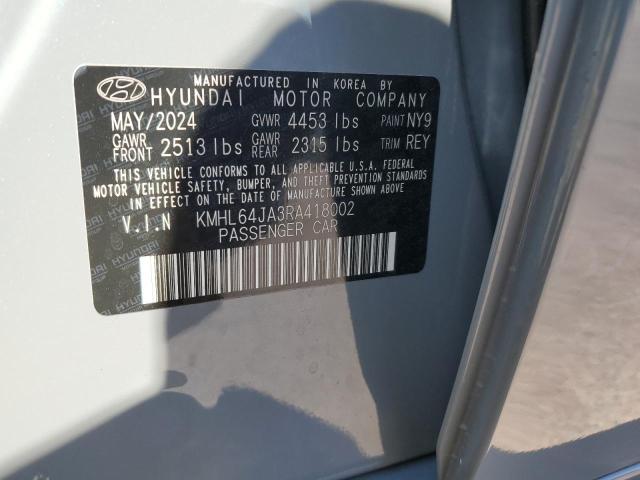 MANUFACTURED IN KOREA BY
HYUNDAI MOTOR COMPANY
MAY/2024 GVWR 4453 lbs PAINT NY9
GAWR FRONT 2513 lbs GAWR REAR 2315 lbs TRIM REY
THIS VEHICLE CONFORMS TO ALL APPLICABLE U.S.A. FEDERAL
MOTOR VEHICLE SAFETY, BUMPER, AND THEFT PREVENTION STANDARDS
IN EFFECT ON THE DATE OF MANUFACTURE SHOWN ABOVE.
V.I.N KMHL64JA3RA418002
PASSENGER CAR